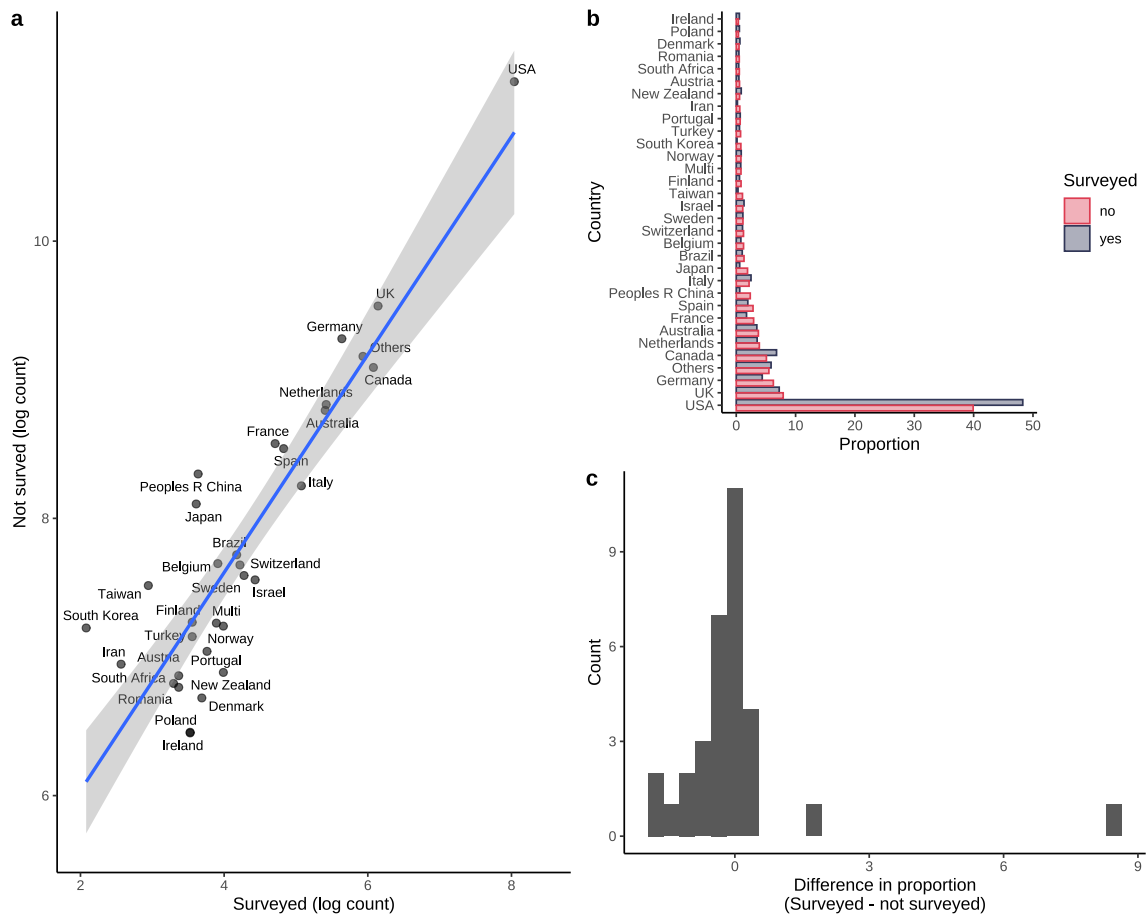 a
USA
UK
Germany
Others
Canada
Netherlands
Australia
France
Spain
Italy
Peoples R China
Japan
Brazil
Belgium
Switzerland
Sweden
Israel
Taiwan
South Korea
Finland
Multi
Turkey
Norway
Iran
Austria
Portugal
South Africa
New Zealand
Romania
Denmark
Poland
Ireland
10
8
6
2
4
6
8
Not surved (log count)
Surveyed (log count)
b
Ireland
Poland
Denmark
Romania
South Africa
Austria
New Zealand
Iran
Portugal
Turkey
South Korea
Norway
Multi
Finland
Taiwan
Israel
Sweden
Switzerland
Belgium
Brazil
Japan
Italy
Peoples R China
Spain
France
Australia
Netherlands
Canada
Others
Germany
UK
USA
Country
0
10
20
30
40
50
Proportion
Surveyed
no
yes
c
9
6
3
0
Count
0
3
6
9
Difference in proportion
(Surveyed - not surveyed)